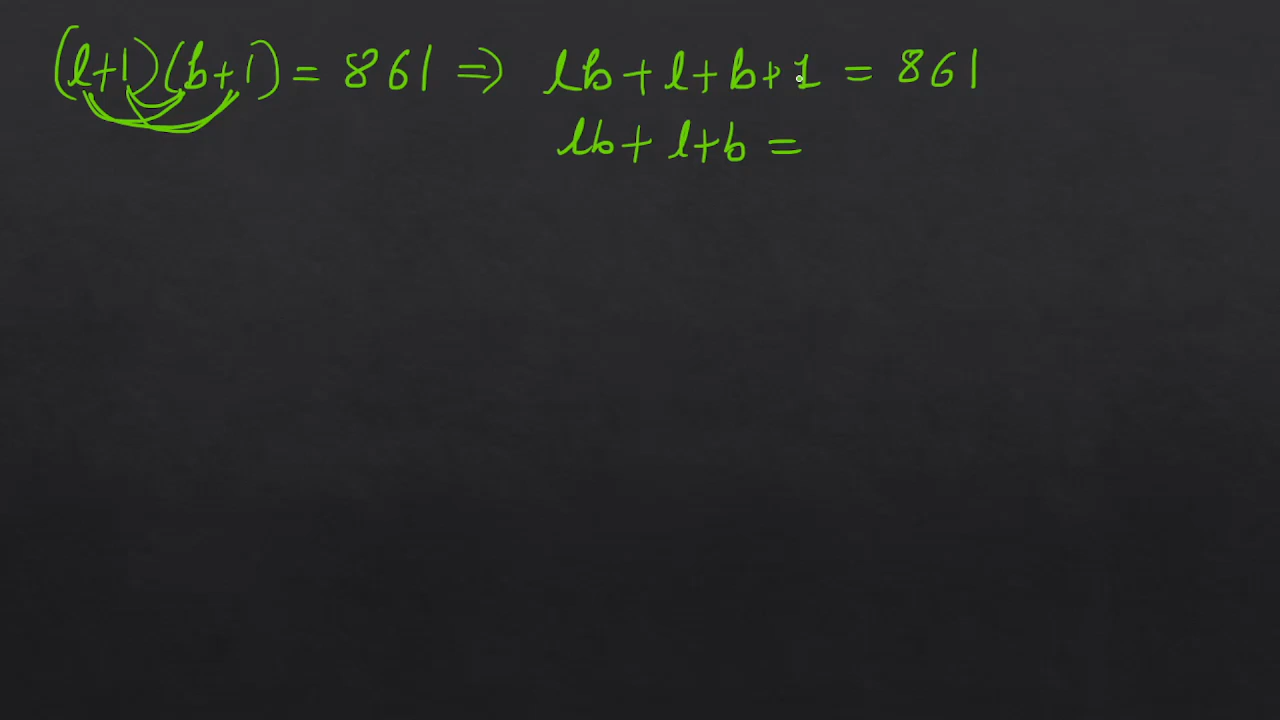 (l+1)(b+1) = 861 ⇒ lb + l + b + 1 = 861
lb + l + b =